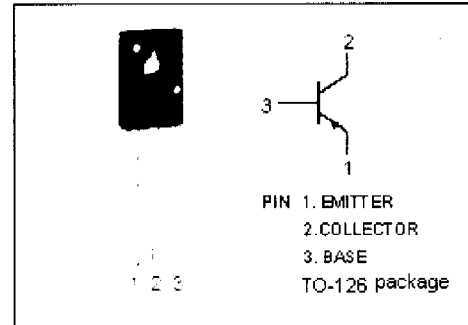 2
3
1
PIN 1. EMITTER
2.COLLECTOR
3. BASE
1 2 3
TO-126 package